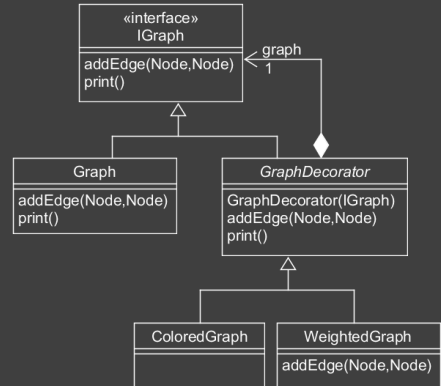 «interface»
IGraph
addEdge(Node,Node)
print()
graph
1
Graph
addEdge(Node,Node)
print()
GraphDecorator
GraphDecorator(IGraph)
addEdge(Node,Node)
print()
ColoredGraph
WeightedGraph
addEdge(Node,Node)